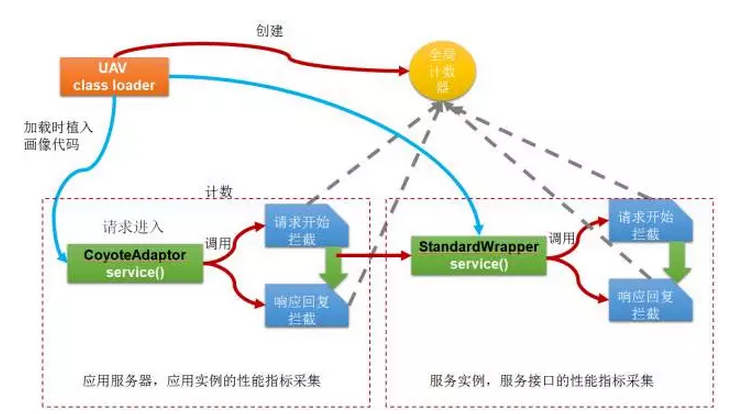 创建
UAV
class loader
全局
计数
器
加载时植入
画像代码
计数
请求进入
CoyoteAdaptor
service()
调用
请求开始
拦截
响应回复
拦截
StandardWrapper
service()
调用
请求开始
拦截
响应回复
拦截
应用服务器，应用实例的性能指标采集
服务实例，服务接口的性能指标采集